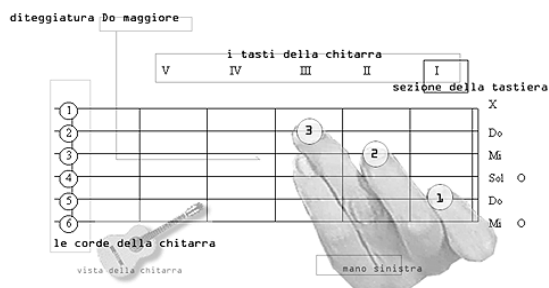 diteggiatura Do maggiore
i tasti della chitarra
V IV III II I
sezione della tastiera
X
1
2 3 Do
3 2 Mi
4 Sol O
5 1 Do
6 Mi O
le corde della chitarra
vista della chitarra
mano sinistra